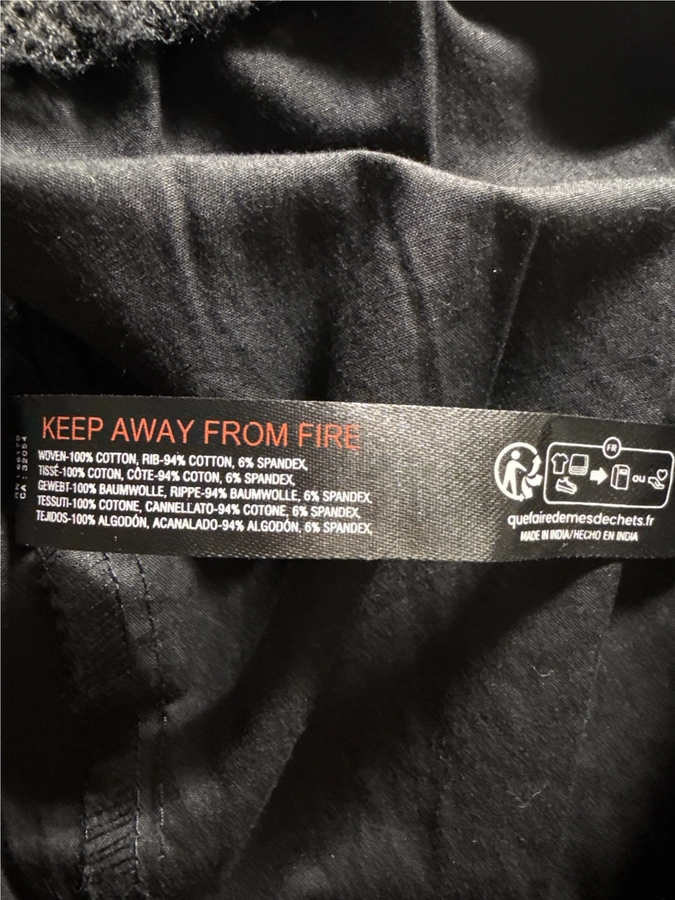 KEEP AWAY FROM FIRE
WOVEN-100% COTTON, RIB-94% COTTON, 6% SPANDEX,
TISSÉ-100% COTON, CÔTE-94% COTON, 6% SPANDEX,
GEWEBT-100% BAUMWOLLE, RIPPE-94% BAUMWOLLE, 6% SPANDEX,
TESSUTI-100% COTONE, CANNELLATO-94% COTONE, 6% SPANDEX,
TEJIDOS-100% ALGODÓN, ACANALADO-94% ALGODÓN, 6% SPANDEX,
CA : 32054
FR
OU
quefairedemesdechets.fr
MADE IN INDIA/HECHO EN INDIA